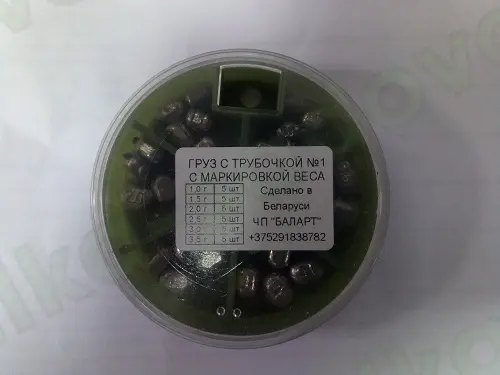 ГРУЗ С ТРУБОЧКОЙ №1
С МАРКИРОВКОЙ ВЕСА
1,0 г 5 шт
1,5 г 5 шт
2,0 г 5 шт
2,5 г 5 шт
3,0 г 5 шт
3,5 г 5 шт
Сделано в
Беларуси
ЧП "БАЛАРТ"
+375291838782